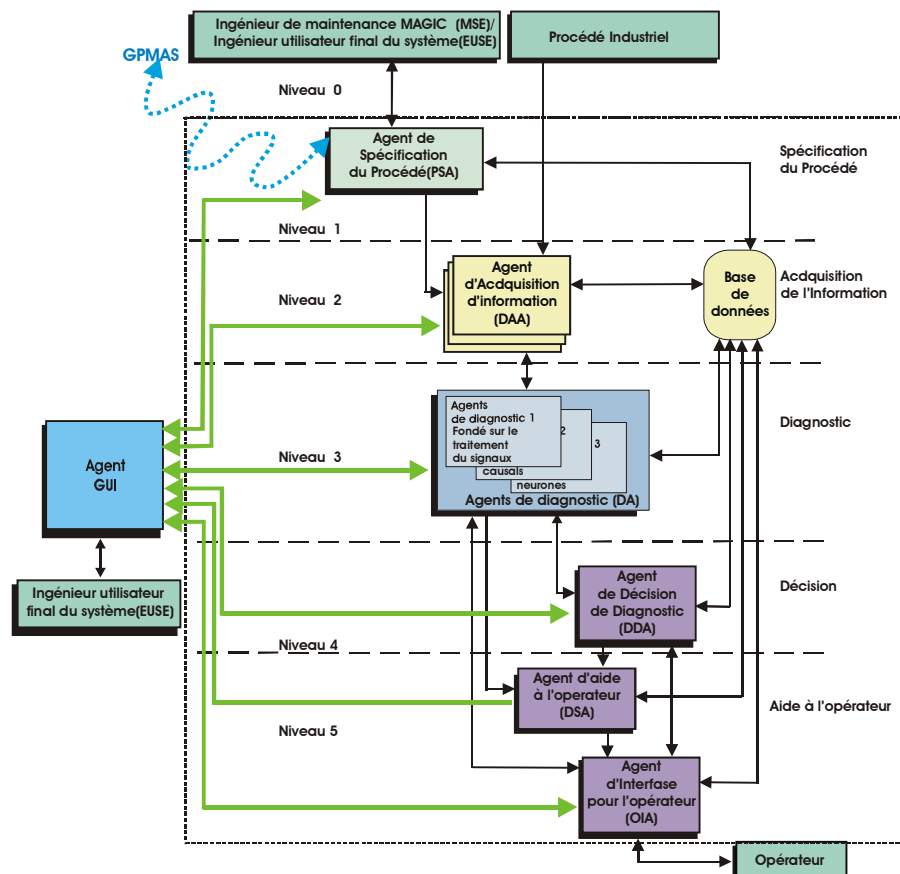 Ingénieur de maintenance MAGIC (MSE)/
Ingénieur utilisateur final du système(EUSE)
Procédé Industriel
GPMAS
Niveau 0
Agent de
Spécification
du Procédé(PSA)
Spécification
du Procédé
Niveau 1
Agent
d'Acdquisition
d'information
(DAA)
Base
de
données
Acdquisition
de l'Information
Niveau 2
Agents
de diagnostic 1
Fondé sur le
traitement
du signaux
2
causals
3
neurones
Agents de diagnostic (DA)
Diagnostic
Niveau 3
Agent
GUI
Ingénieur utilisateur
final du système(EUSE)
Agent
de Décision
de Diagnostic
(DDA)
Décision
Niveau 4
Agent d'aide
à l'operateur
(DSA)
Aide à l'opérateur
Niveau 5
Agent
d'Interfase
pour l'opérateur
(OIA)
Opérateur